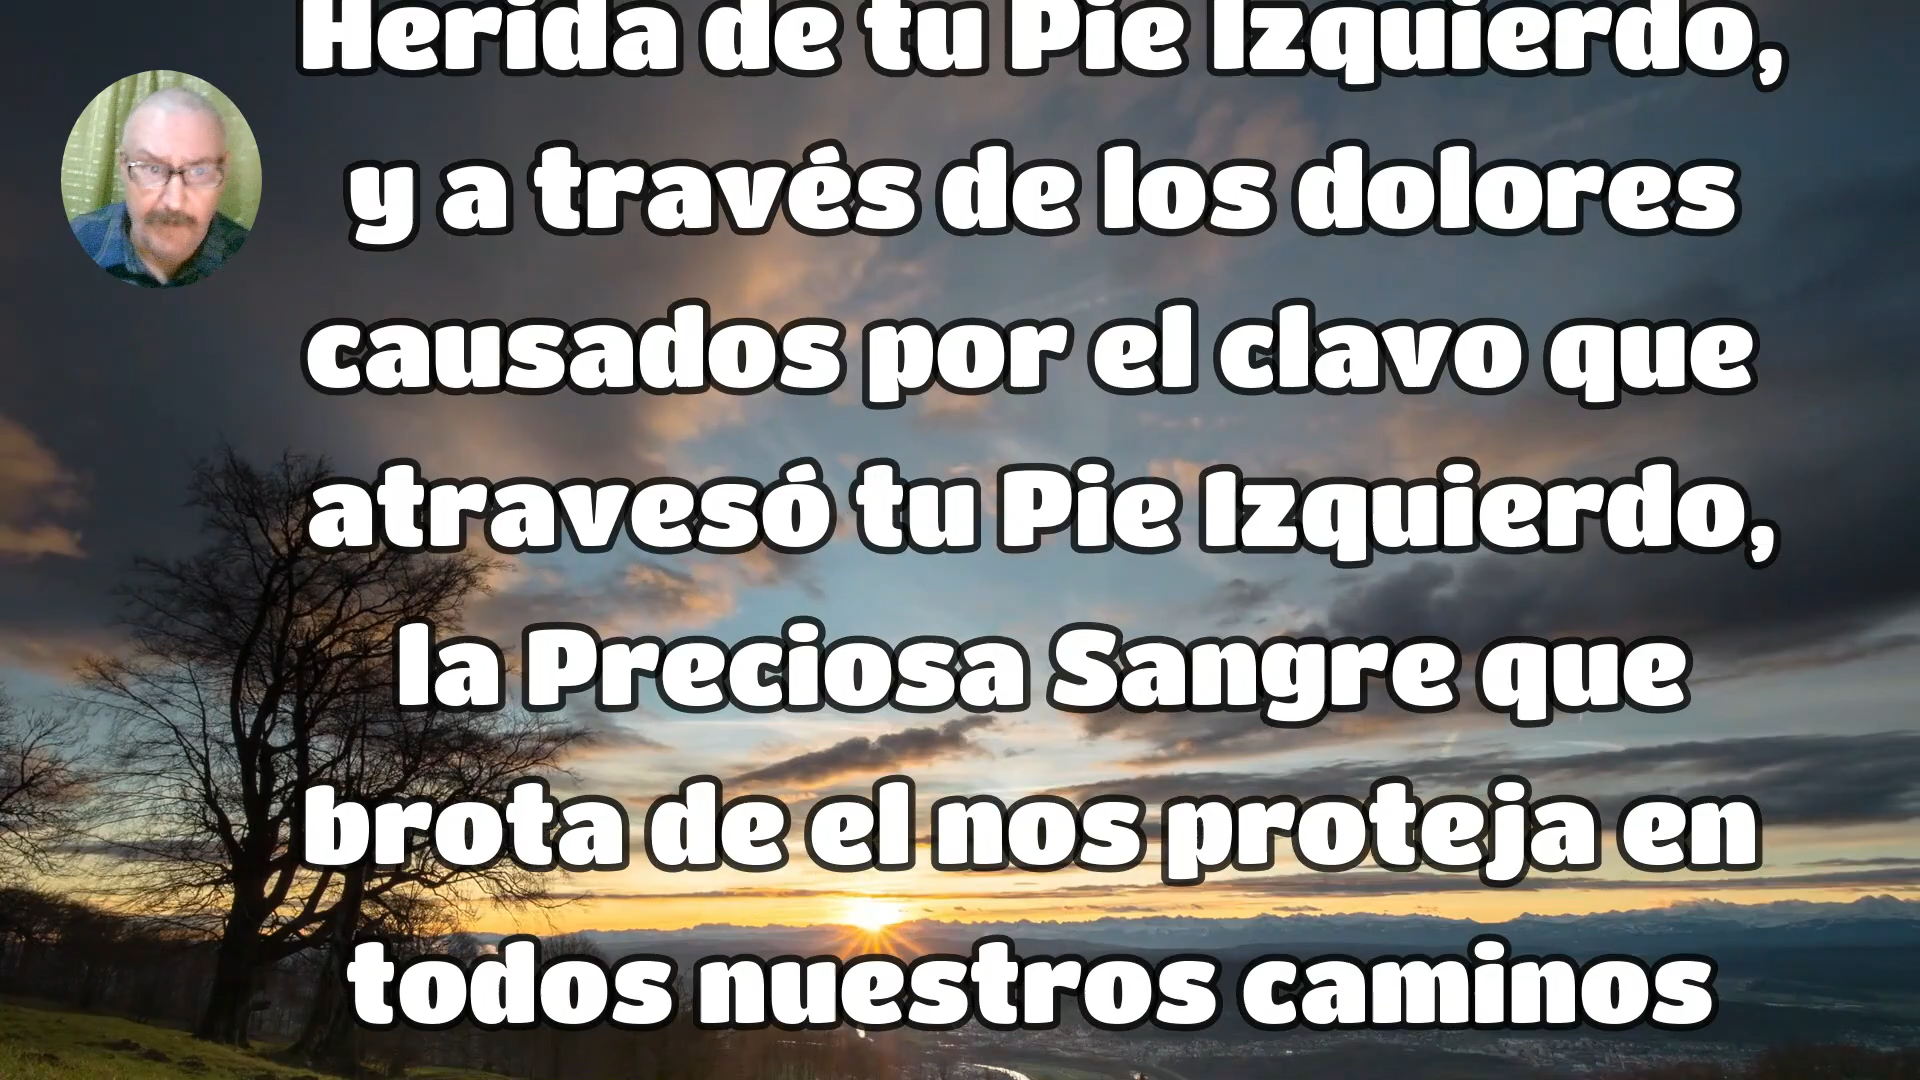 Herida de tu Pie Izquierdo,
y a través de los dolores
causados por el clavo que
atravesó tu Pie Izquierdo,
la Preciosa Sangre que
brota de el nos proteja en
todos nuestros caminos